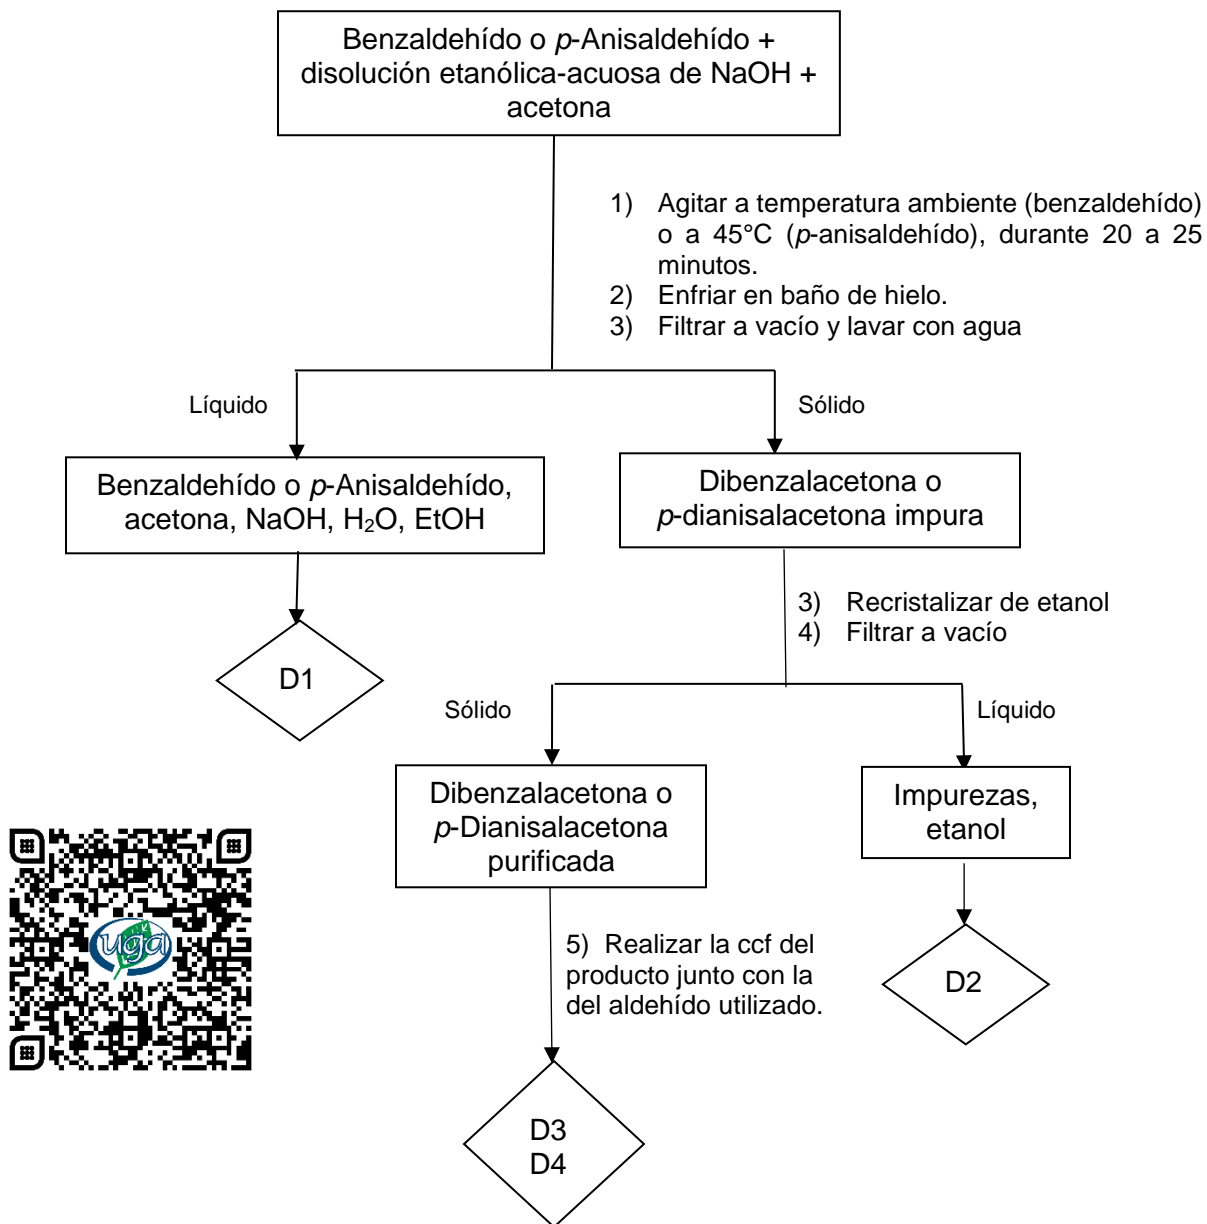 Benzaldehído o p-Anisaldehído +
disolución etanólica-acuosa de NaOH +
acetona
1) Agitar a temperatura ambiente (benzaldehído)
o a 45°C (p-anisaldehído), durante 20 a 25
minutos.
2) Enfriar en baño de hielo.
3) Filtrar a vacío y lavar con agua
Líquido
Sólido
Benzaldehído o p-Anisaldehído,
acetona, NaOH, H₂O, EtOH
Dibenzalacetona o
p-dianisalacetona impura
D1
3) Recristalizar de etanol
4) Filtrar a vacío
Sólido
Líquido
Dibenzalacetona o
p-Dianisalacetona
purificada
Impurezas,
etanol
uga
5) Realizar la ccf del
producto junto con la
del aldehído utilizado.
D2
D3
D4